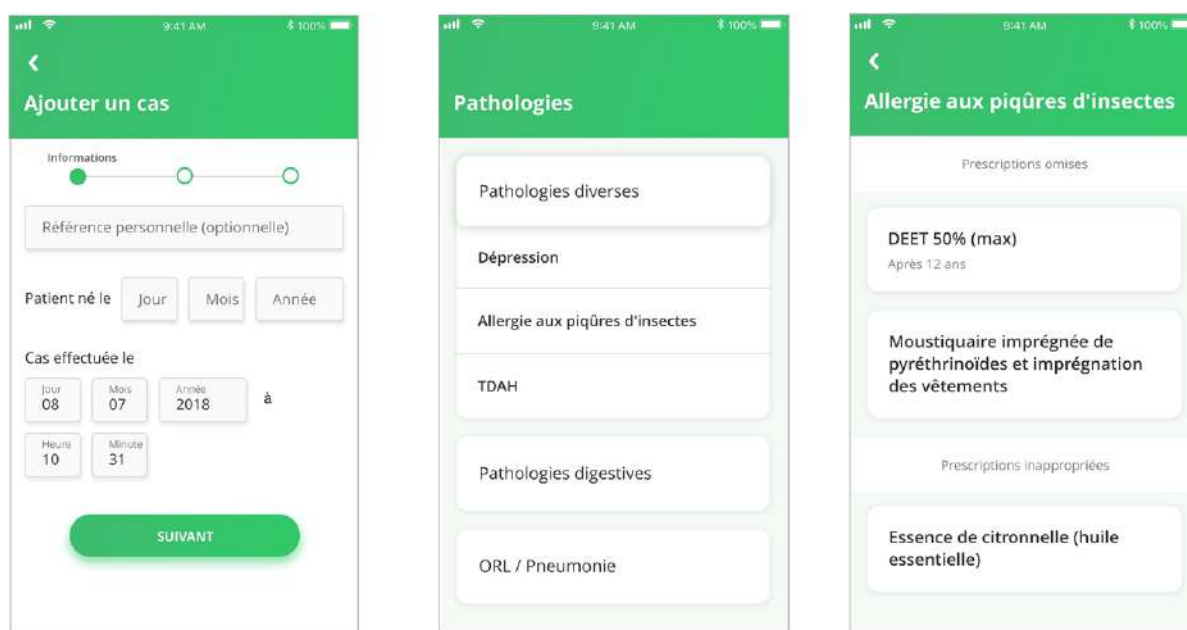 9:41 AM
100%
Ajouter un cas
Informations
Référence personnelle (optionnelle)
Patient né le
Jour
Mois
Année
Cas effectuée le
Jour
08
Mois
07
Année
2018
à
Heure
10
Minute
31
SUIVANT
9:41 AM
100%
Pathologies
Pathologies diverses
Dépression
Allergie aux piqûres d'insectes
TDAH
Pathologies digestives
ORL / Pneumonie
9:41 AM
100%
Allergie aux piqûres d'insectes
Prescriptions omises
DEET 50% (max)
Après 12 ans
Moustiquaire imprégnée de
pyréthrinoïdes et imprégnation
des vêtements
Prescriptions inappropriées
Essence de citronnelle (huile
essentielle)